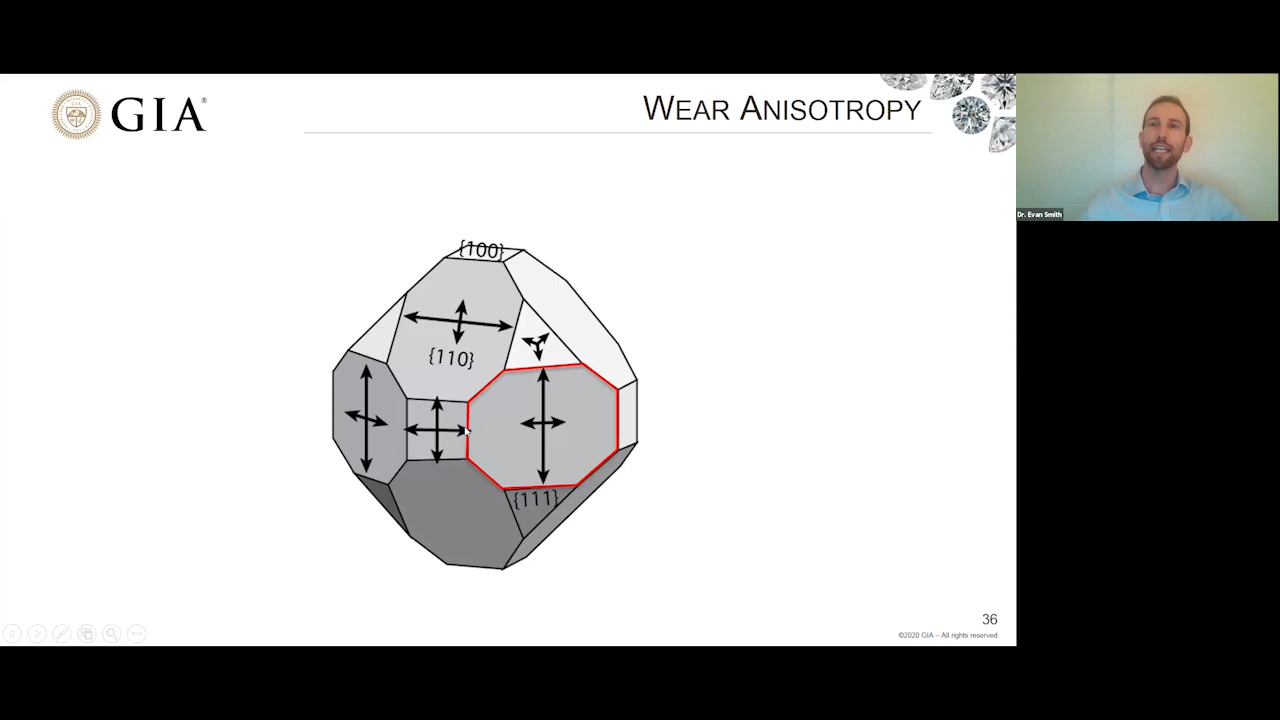 GIA®
WEAR ANISOTROPY
Dr. Evan Smith
{100}
{110}
{111}
36
©2020 GIA – All rights reserved